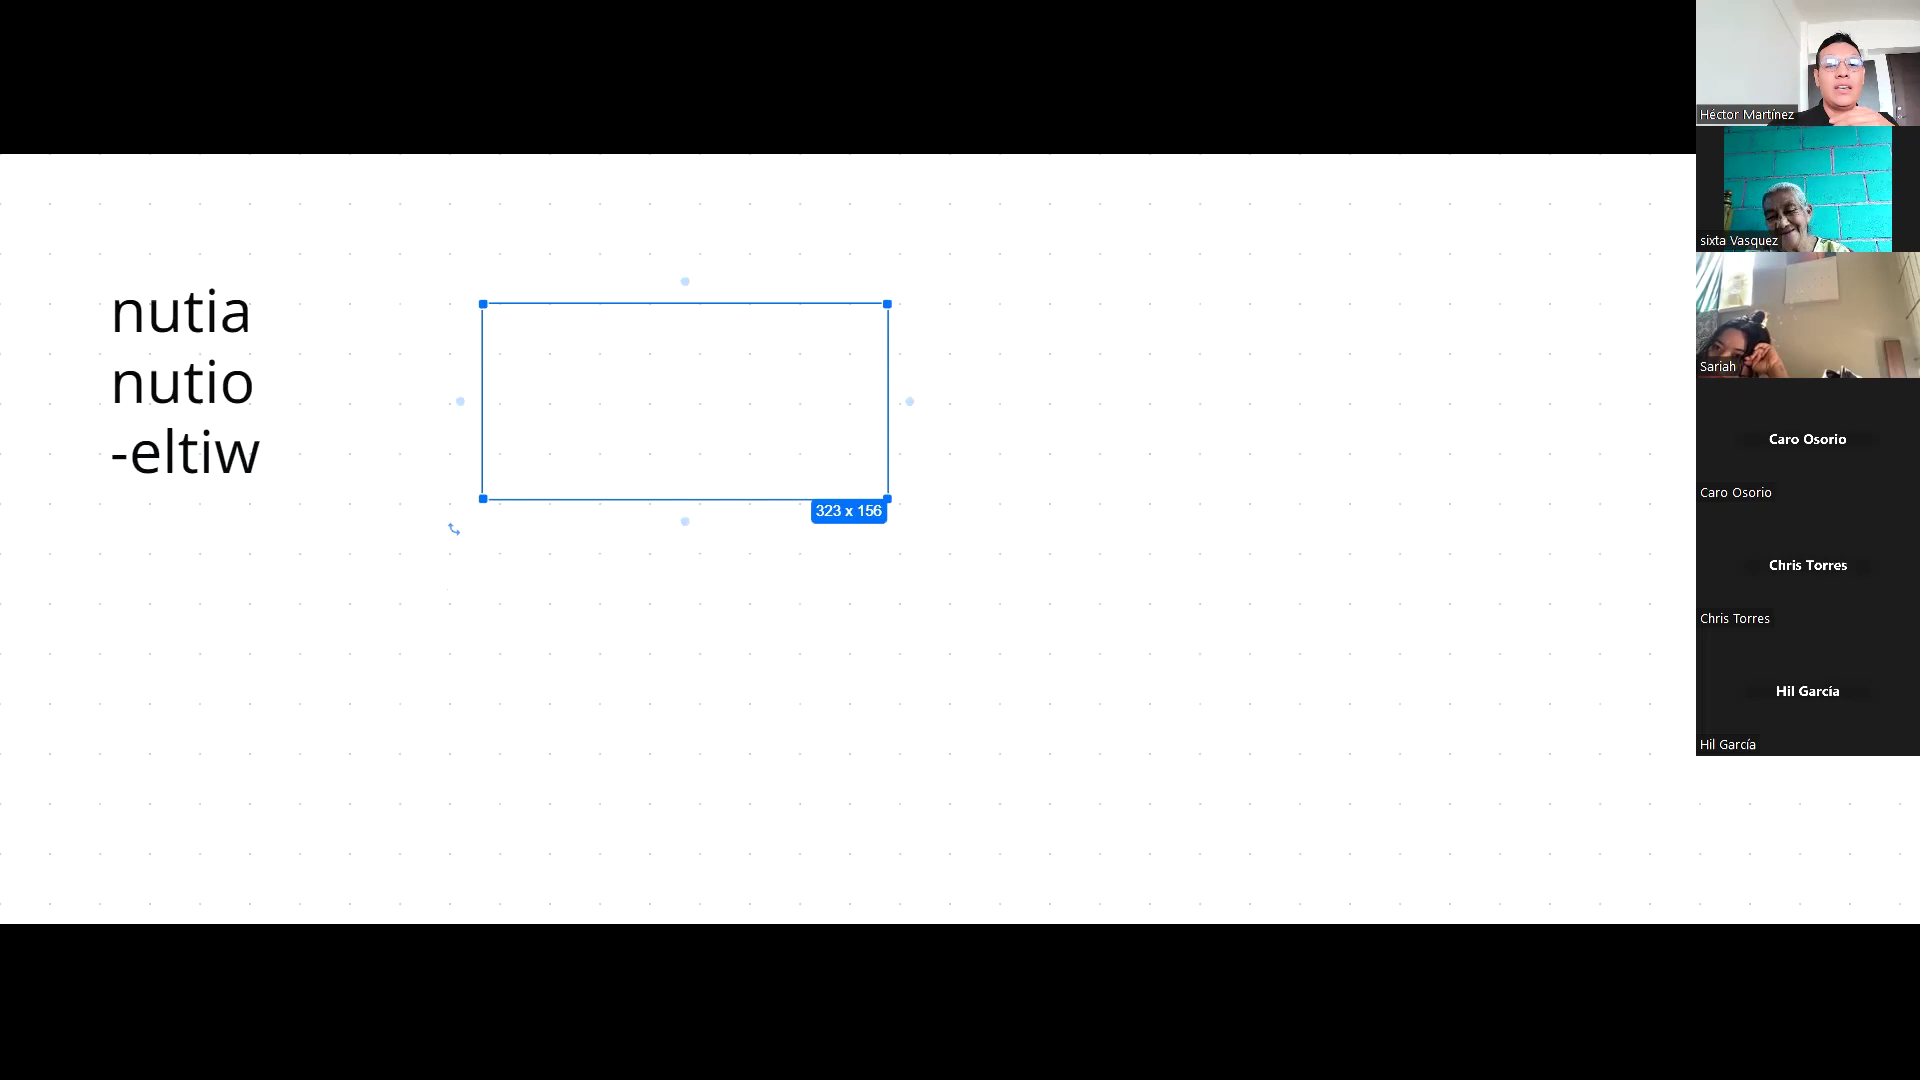 nutia
nutio
-eltiw
323 x 156
Héctor Martínez
sixta Vasquez
Sariah
Caro Osorio
Caro Osorio
Chris Torres
Chris Torres
Hil García
Hil García